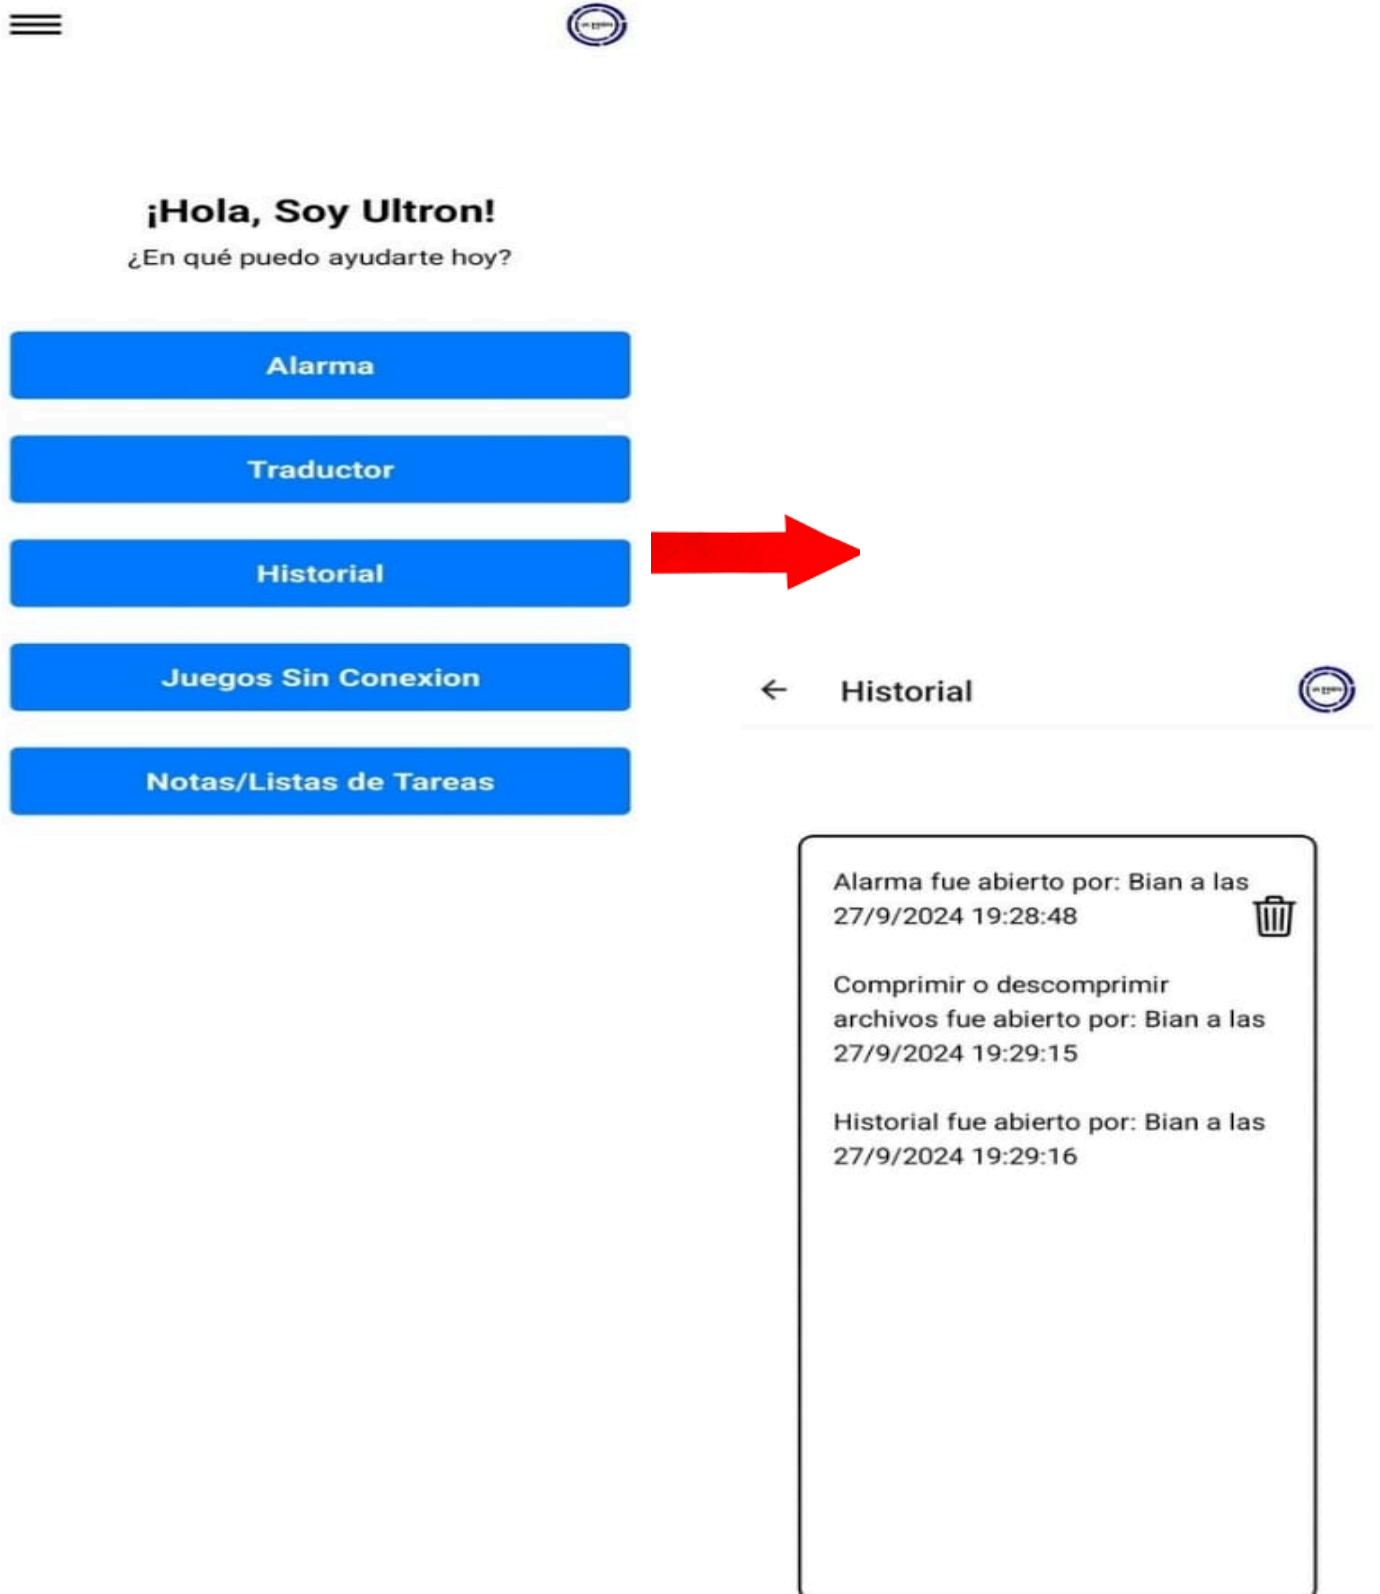 ¡Hola, Soy Ultron!
¿En qué puedo ayudarte hoy?
Alarma
Traductor
Historial
Juegos Sin Conexion
Notas/Listas de Tareas
Historial
Alarma fue abierto por: Bian a las
27/9/2024 19:28:48
Comprimir o descomprimir
archivos fue abierto por: Bian a las
27/9/2024 19:29:15
Historial fue abierto por: Bian a las
27/9/2024 19:29:16